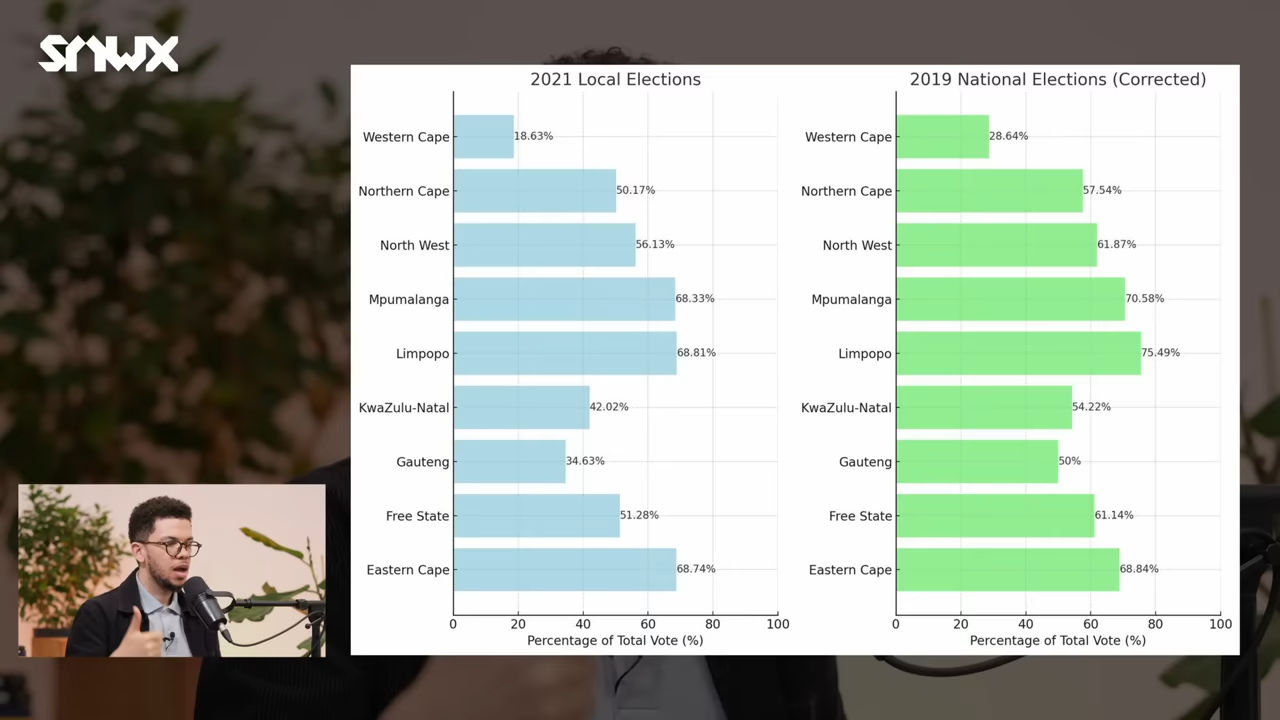 SMWX
2021 Local Elections
Western Cape
18.63%
Northern Cape
50.17%
North West
56.13%
Mpumalanga
68.33%
Limpopo
68.81%
KwaZulu-Natal
42.02%
Gauteng
34.63%
Free State
51.28%
Eastern Cape
68.74%
0 20 40 60 80 100
Percentage of Total Vote (%)
2019 National Elections (Corrected)
Western Cape
28.64%
Northern Cape
57.54%
North West
61.87%
Mpumalanga
70.58%
Limpopo
75.49%
KwaZulu-Natal
54.22%
Gauteng
50%
Free State
61.14%
Eastern Cape
68.84%
0 20 40 60 80 100
Percentage of Total Vote (%)